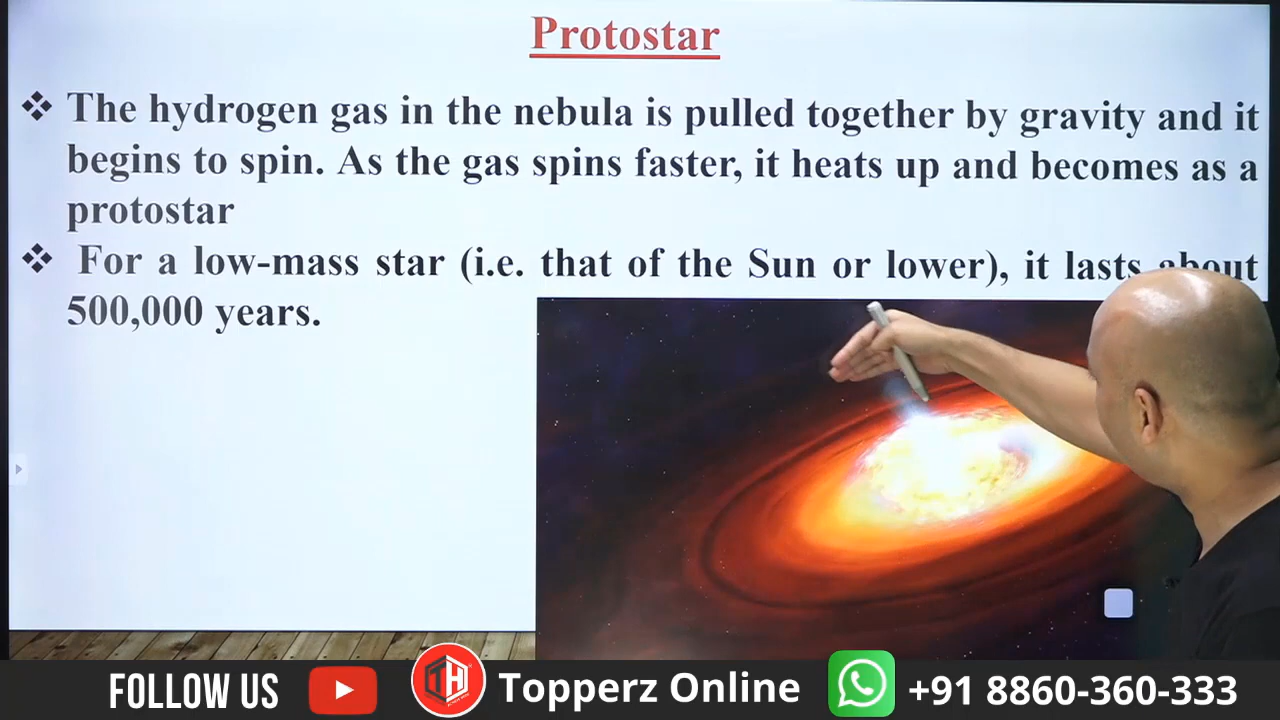 Protostar
❖ The hydrogen gas in the nebula is pulled together by gravity and it
begins to spin. As the gas spins faster, it heats up and becomes as a
protostar
❖ For a low-mass star (i.e. that of the Sun or lower), it lasts about
500,000 years.
FOLLOW US TH Topperz Online +91 8860-360-333